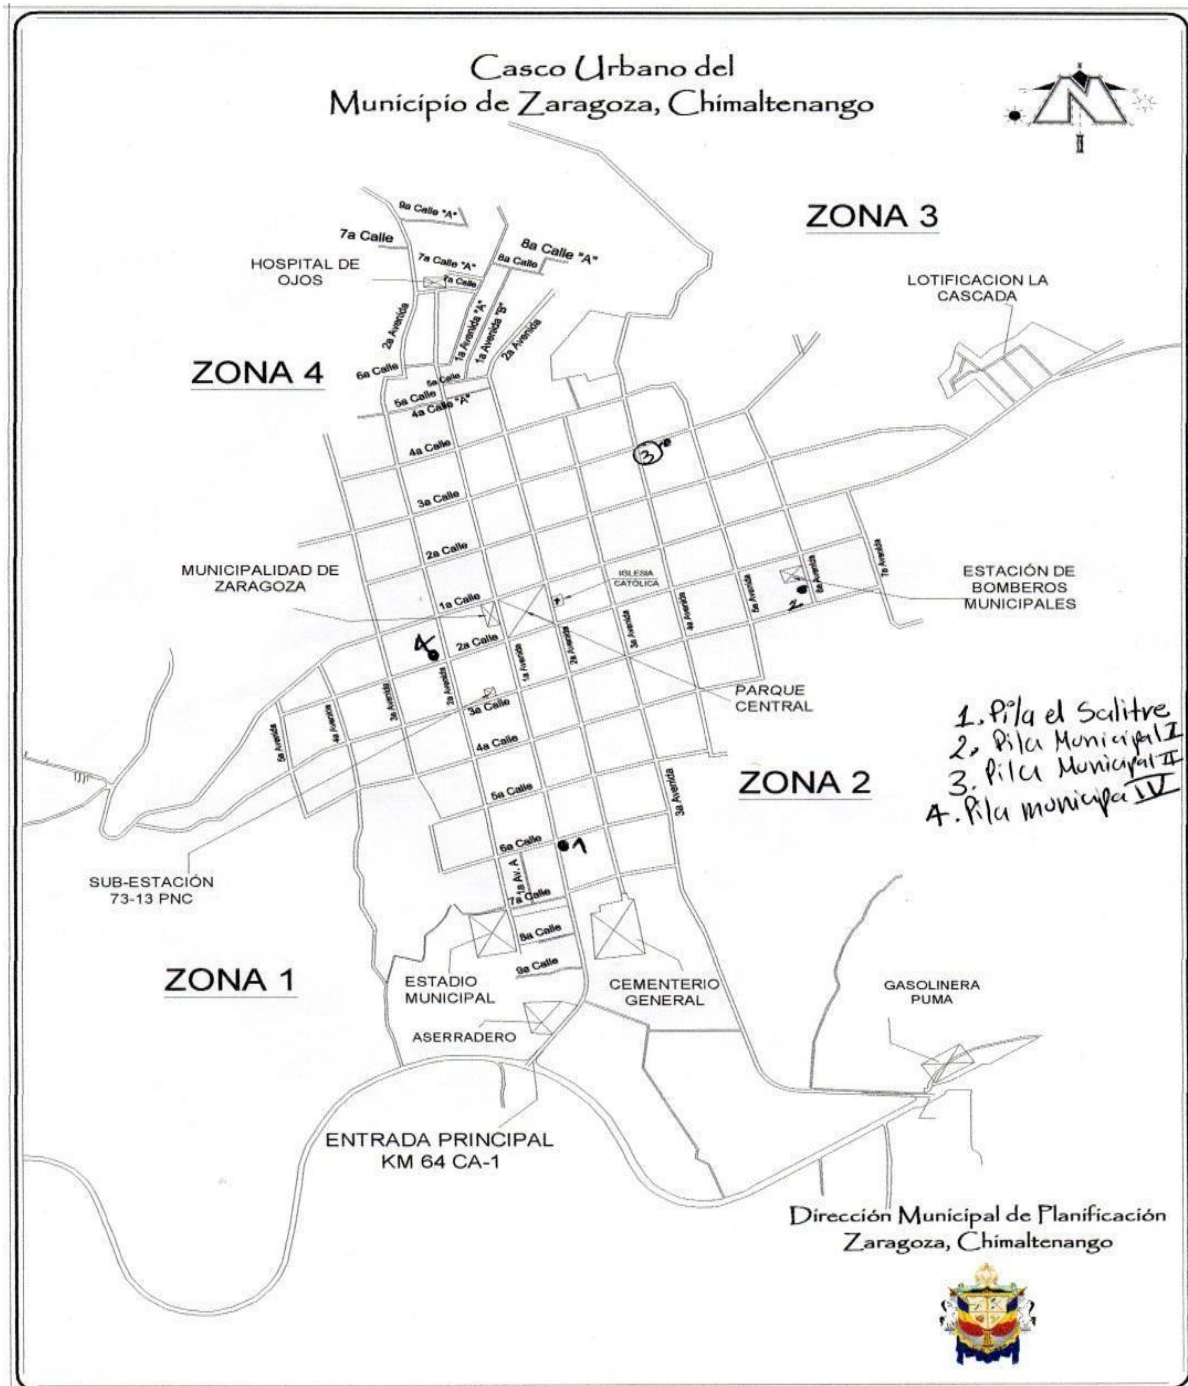 Casco Urbano del
Municipio de Zaragoza, Chimaltenango
N
ZONA 3
9a Calle "A"
7a Calle
8a Calle "A"
8a Calle
7a Calle "A"
7a Calle
HOSPITAL DE
OJOS
LOTIFICACION LA
CASCADA
2a Avenida
1a Avenida "A"
1a Avenida "B"
2a Avenida
ZONA 4
6a Calle
5a Calle
5a Calle
4a Calle "A"
4a Calle
3
3a Calle
2a Calle
MUNICIPALIDAD DE
ZARAGOZA
IGLESIA
CATÓLICA
ESTACIÓN DE
BOMBEROS
MUNICIPALES
1a Calle
2a Calle
4
2
5a Avenida
4a Avenida
3a Avenida
2a Avenida
1a Avenida
2a Avenida
3a Avenida
4a Avenida
5a Avenida
6a Avenida
7a Avenida
PARQUE
CENTRAL
3a Calle
4a Calle
1. Pila el Salitre
2. Pila Municipal I
3. Pila Municipal II
4. Pila municipa IV
ZONA 2
5a Calle
3a Avenida
6a Calle
1
1a Av. A
SUB-ESTACIÓN
73-13 PNC
7a Calle
8a Calle
9a Calle
ZONA 1
ESTADIO
MUNICIPAL
CEMENTERIO
GENERAL
GASOLINERA
PUMA
ASERRADERO
ENTRADA PRINCIPAL
KM 64 CA-1
Dirección Municipal de Planificación
Zaragoza, Chimaltenango